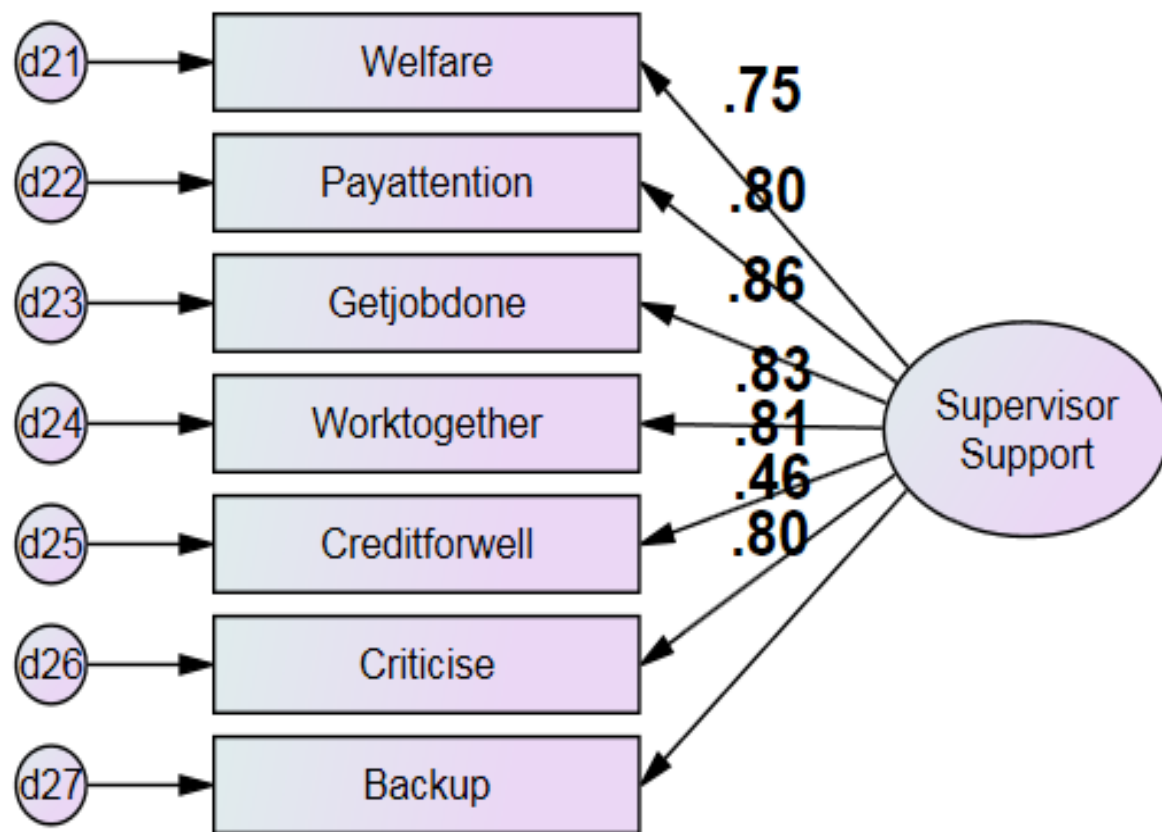 d21
Welfare
.75
d22
Payattention
.80
d23
Getjobdone
.86
d24
Worktogether
.83
.81
Supervisor
Support
d25
Creditforwell
.46
.80
d26
Criticise
d27
Backup